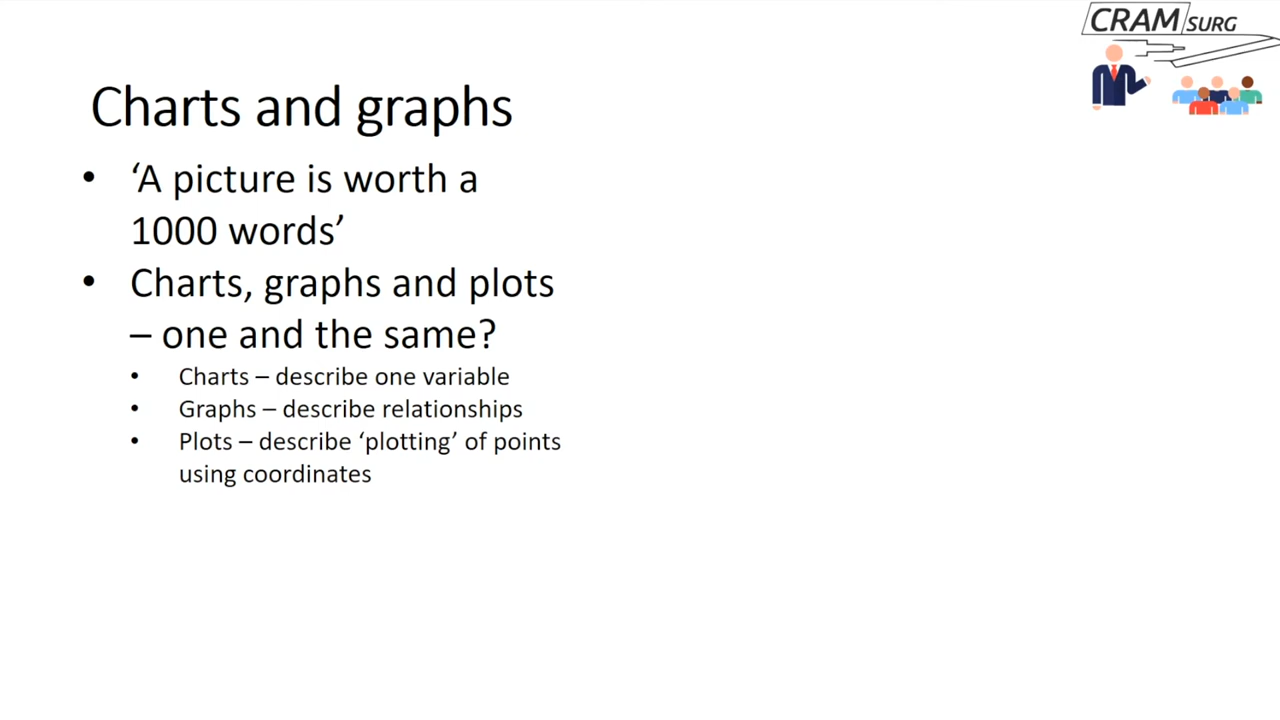 CRAM SURG
Charts and graphs
• ‘A picture is worth a
1000 words’
• Charts, graphs and plots
– one and the same?
• Charts – describe one variable
• Graphs – describe relationships
• Plots – describe ‘plotting’ of points
using coordinates